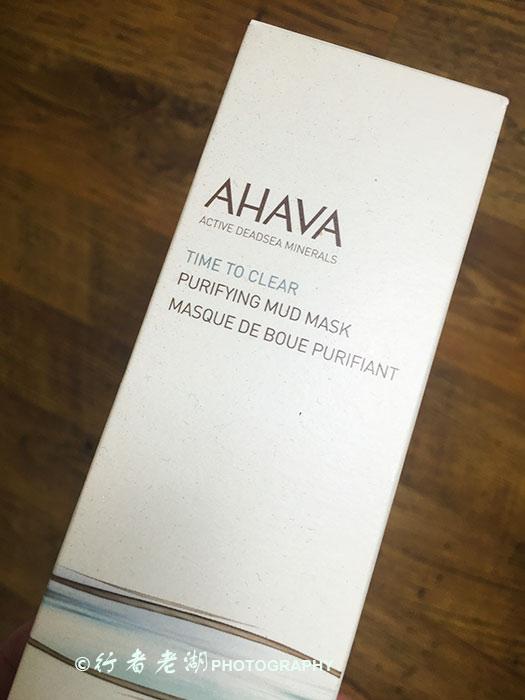 AHAVA
ACTIVE DEADSEA MINERALS
TIME TO CLEAR
PURIFYING MUD MASK
MASQUE DE BOUE PURIFIANT
©行者老湖PHOTOGRAPHY